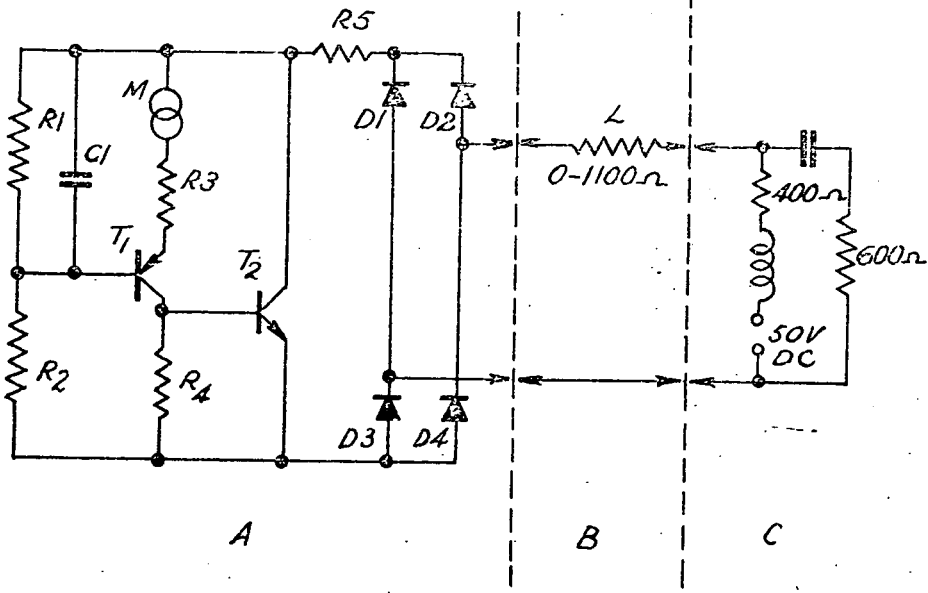 R5
M
D1
D2
L
R1
C1
R3
0-1100Ω
400Ω
T1
T2
600Ω
50V
DC
R2
R4
D3
D4
A
B
C